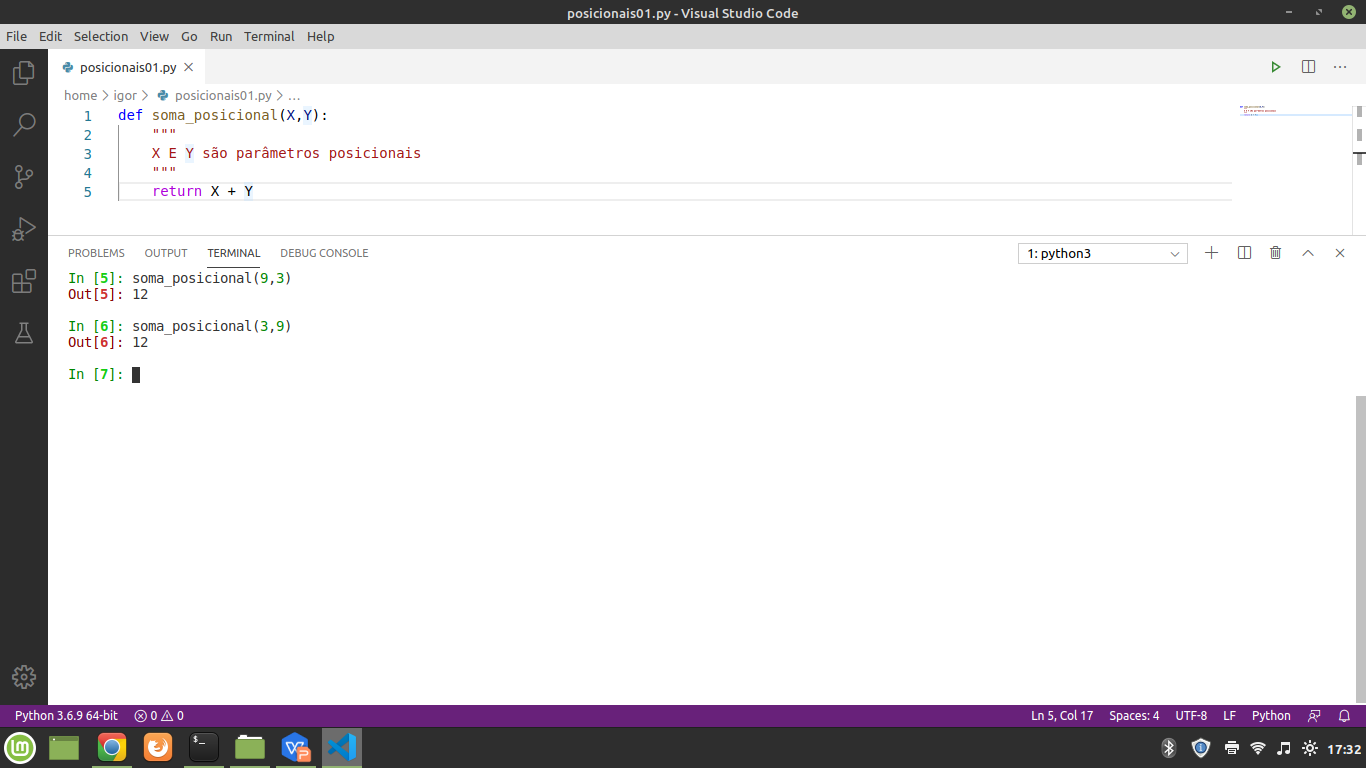 posicionais01.py - Visual Studio Code
File Edit Selection View Go Run Terminal Help
posicionais01.py
home > igor > posicionais01.py > ...
1 def soma_posicional(X,Y):
2 """
3 X E Y são parâmetros posicionais
4 """
5 return X + Y
PROBLEMS OUTPUT TERMINAL DEBUG CONSOLE 1: python3
In [5]: soma_posicional(9,3)
Out[5]: 12
In [6]: soma_posicional(3,9)
Out[6]: 12
In [7]:
Python 3.6.9 64-bit 0 0 Ln 5, Col 17 Spaces: 4 UTF-8 LF Python
17:32